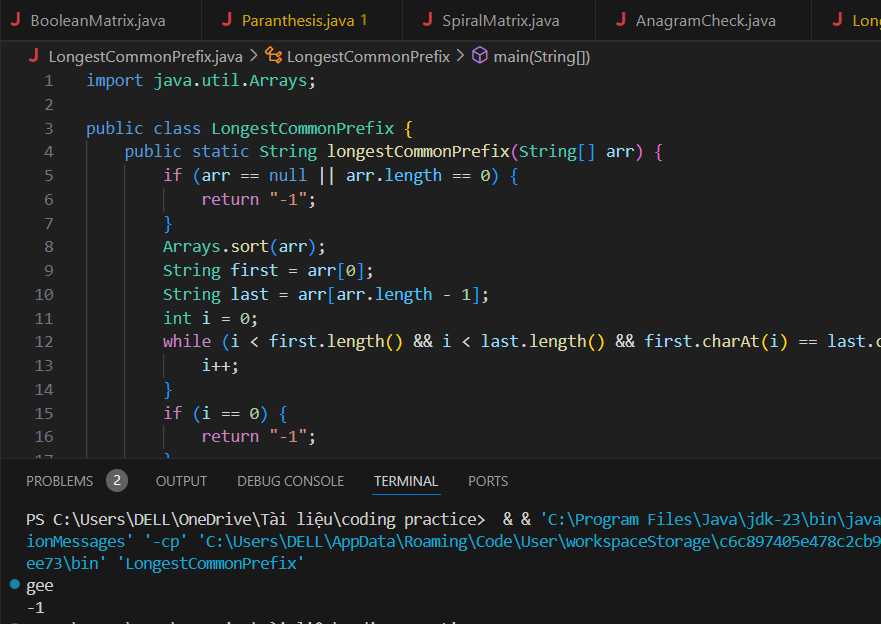 BooleanMatrix.java Paranthesis.java 1 SpiralMatrix.java AnagramCheck.java
LongestCommonPrefix.java > LongestCommonPrefix > main(String[])
1 import java.util.Arrays;
2
3 public class LongestCommonPrefix {
4 public static String longestCommonPrefix(String[] arr) {
5 if (arr == null || arr.length == 0) {
6 return "-1";
7 }
8 Arrays.sort(arr);
9 String first = arr[0];
10 String last = arr[arr.length - 1];
11 int i = 0;
12 while (i < first.length() && i < last.length() && first.charAt(i) == last.c
13 i++;
14 }
15 if (i == 0) {
16 return "-1";
17 }
PROBLEMS 2 OUTPUT DEBUG CONSOLE TERMINAL PORTS
PS C:\Users\DELL\OneDrive\Tài liệu\coding practice> & & 'C:\Program Files\Java\jdk-23\bin\java
ionMessages' '-cp' 'C:\Users\DELL\AppData\Roaming\Code\User\workspaceStorage\c6c897405e478c2cb9
ee73\bin' 'LongestCommonPrefix'
gee
-1